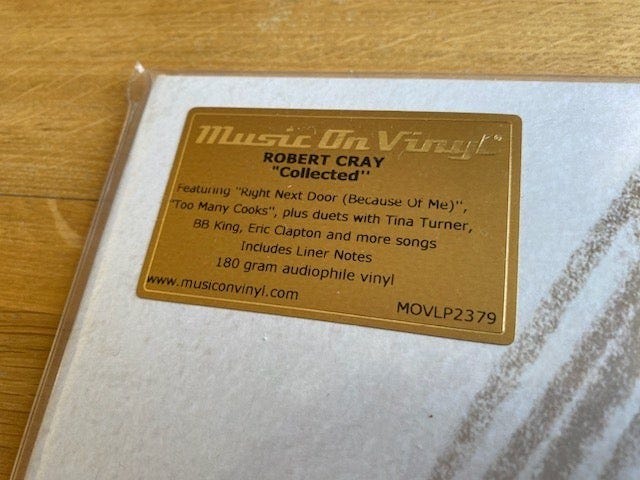 Music On Vinyl®
ROBERT CRAY
"Collected"
Featuring "Right Next Door (Because Of Me)",
"Too Many Cooks", plus duets with Tina Turner,
BB King, Eric Clapton and more songs
Includes Liner Notes
180 gram audiophile vinyl
www.musiconvinyl.com
MOVLP2379